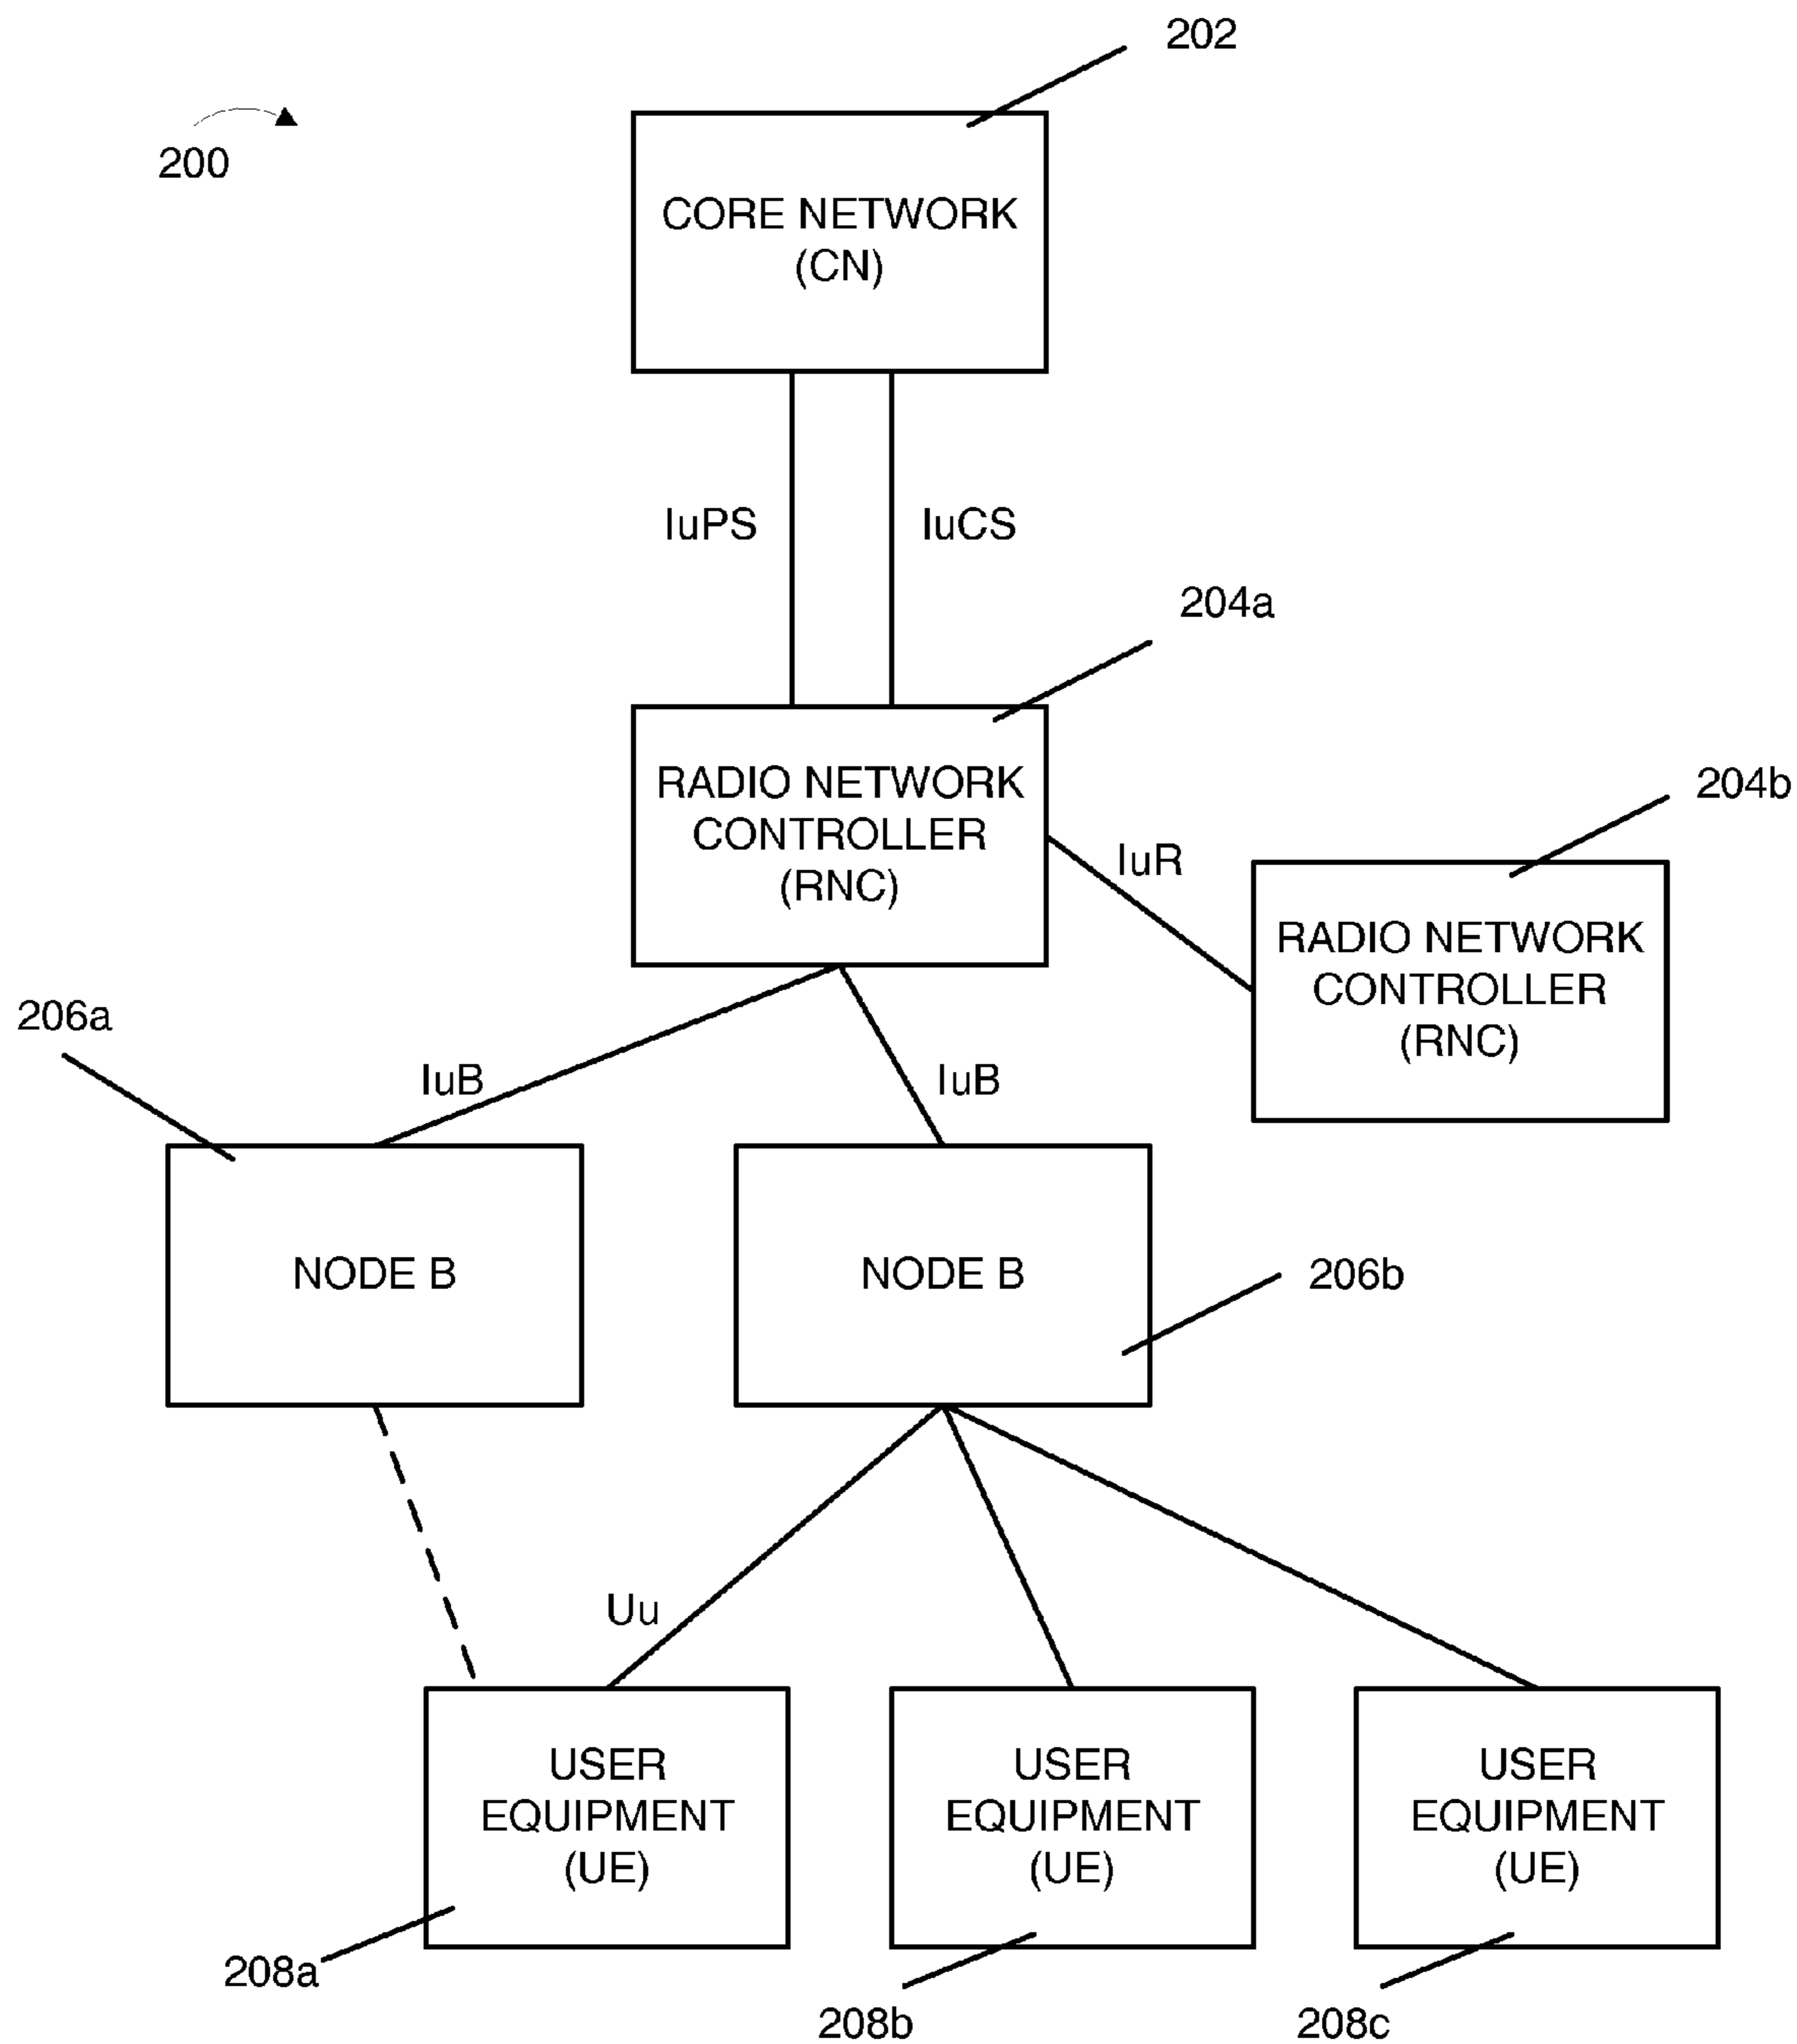 202
200
CORE NETWORK
(CN)
IuPS
IuCS
204a
RADIO NETWORK
CONTROLLER
(RNC)
204b
IuR
RADIO NETWORK
CONTROLLER
(RNC)
206a
IuB
IuB
NODE B
NODE B
206b
Uu
USER
EQUIPMENT
(UE)
USER
EQUIPMENT
(UE)
USER
EQUIPMENT
(UE)
208a
208b
208c